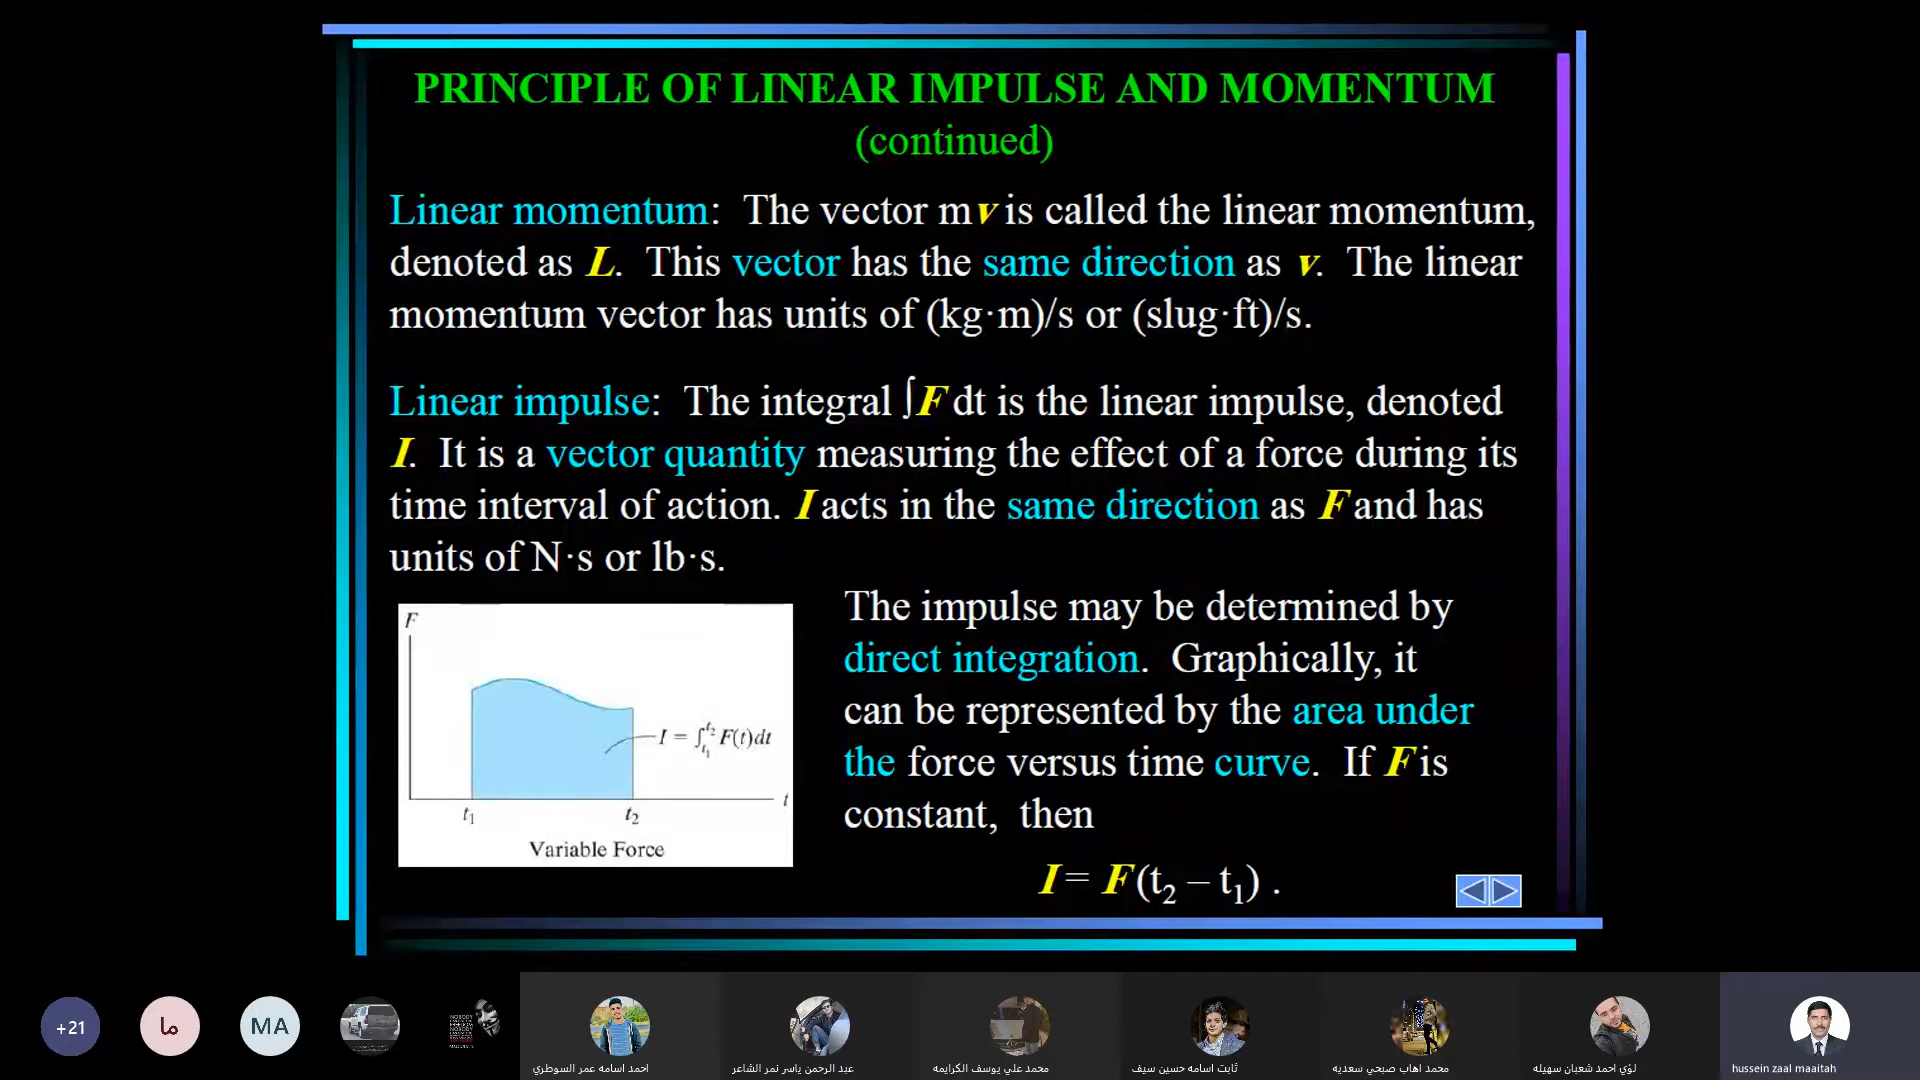 PRINCIPLE OF LINEAR IMPULSE AND MOMENTUM
(continued)
Linear momentum: The vector mv is called the linear momentum,
denoted as L. This vector has the same direction as v. The linear
momentum vector has units of (kg·m)/s or (slug·ft)/s.
Linear impulse: The integral ∫F dt is the linear impulse, denoted
I. It is a vector quantity measuring the effect of a force during its
time interval of action. I acts in the same direction as F and has
units of N·s or lb·s.
The impulse may be determined by
direct integration. Graphically, it
can be represented by the area under
the force versus time curve. If F is
constant, then
I = F (t₂ – t₁) .
F
I = ∫t₁t₂ F(t)dt
t
t₁
t₂
Variable Force
+21
ما
MA
NOBODY
احمد اسامه عمر السوطري
عبد الرحمن ياسر نمر الشاعر
محمد علي يوسف الكرايمه
ثابت اسامه حسين سيف
محمد اهاب صبحي سعديه
لؤي احمد شعبان سهيله
hussein zaal maaitah